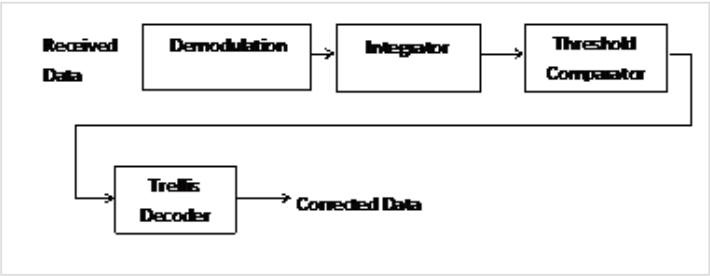 Received
Data
Demodulation
Integrator
Threshold
Comparator
Trellis
Decoder
Corrected Data